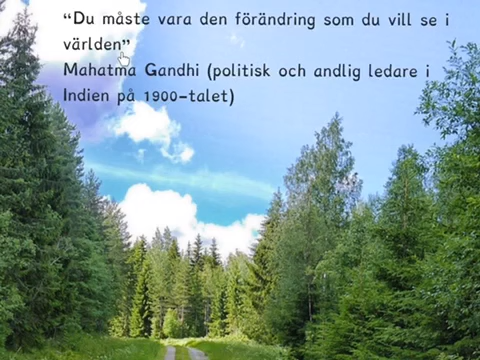 “Du måste vara den förändring som du vill se i
världen”
Mahatma Gandhi (politisk och andlig ledare i
Indien på 1900-talet)